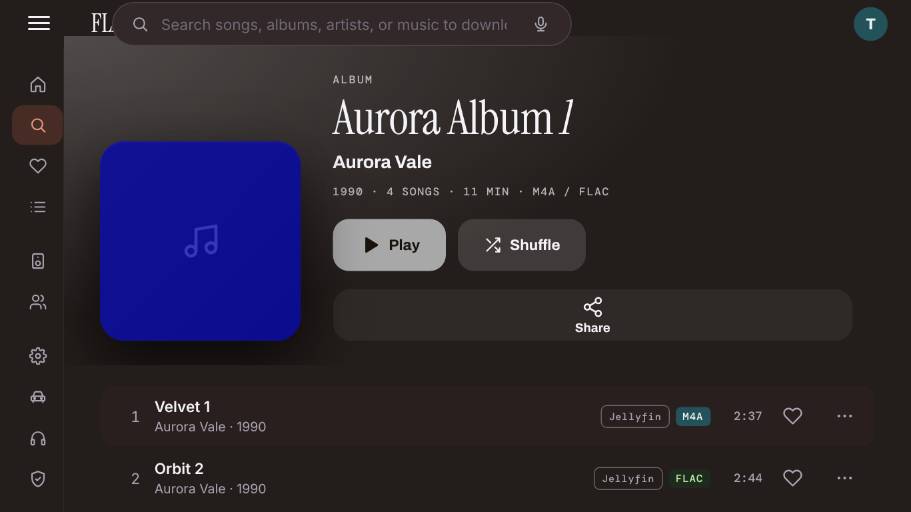 FL
Search songs, albums, artists, or music to downlo
T
ALBUM
Aurora Album 1
Aurora Vale
1990 · 4 SONGS · 11 MIN · M4A / FLAC
Play
Shuffle
Share
1
Velvet 1
Aurora Vale · 1990
Jellyfin
M4A
2:37
2
Orbit 2
Aurora Vale · 1990
Jellyfin
FLAC
2:44